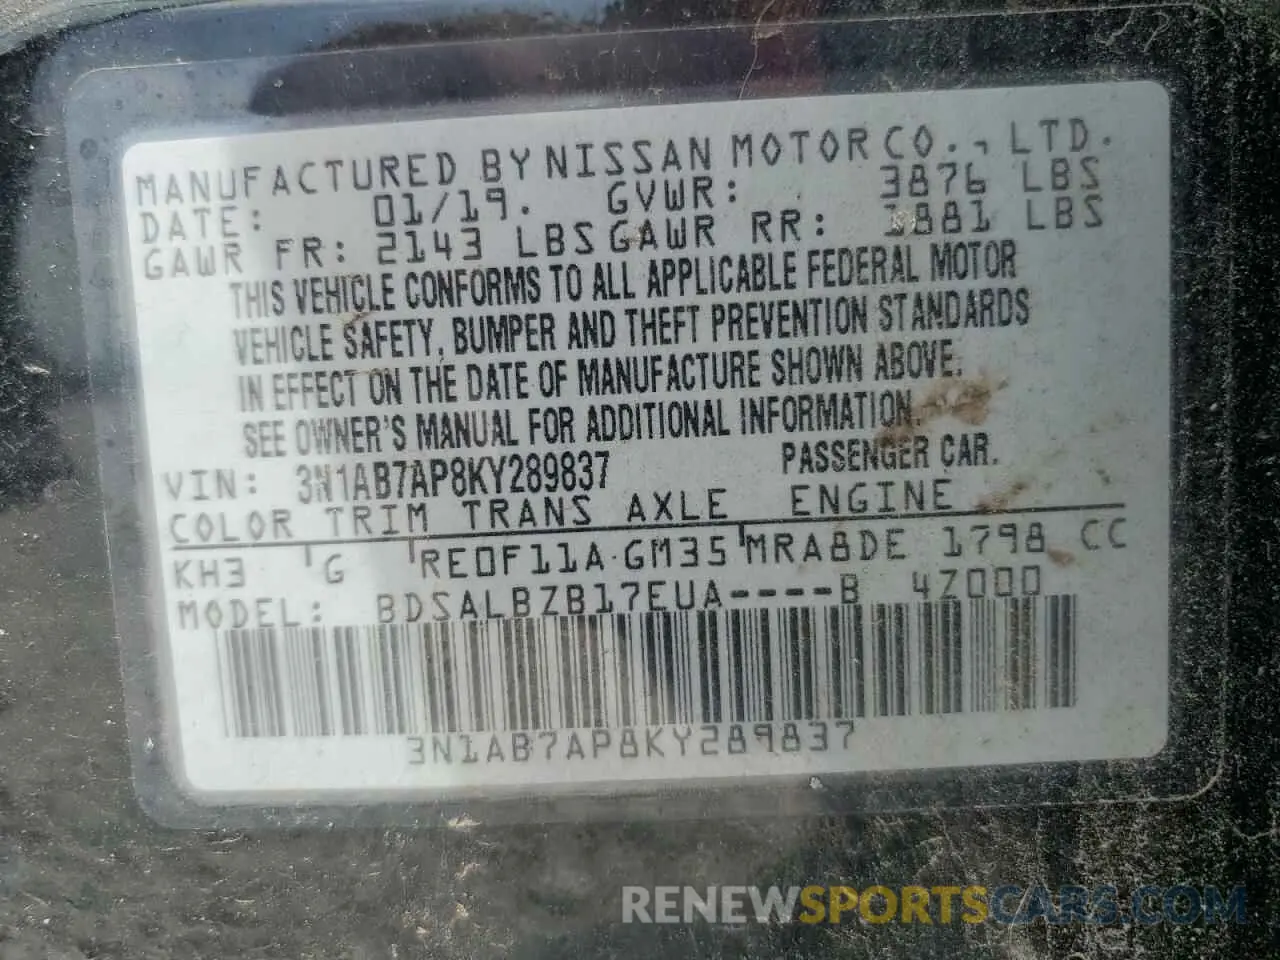 MANUFACTURED BY NISSAN MOTOR CO., LTD.
DATE: 01/19. GVWR: 3876 LBS
GAWR FR: 2143 LBS GAWR RR: 1881 LBS
THIS VEHICLE CONFORMS TO ALL APPLICABLE FEDERAL MOTOR
VEHICLE SAFETY, BUMPER AND THEFT PREVENTION STANDARDS
IN EFFECT ON THE DATE OF MANUFACTURE SHOWN ABOVE.
SEE OWNER'S MANUAL FOR ADDITIONAL INFORMATION.
VIN: 3N1AB7AP8KY289837 PASSENGER CAR.
COLOR TRIM TRANS AXLE ENGINE
KH3 G RE0F11A GM35 MRA8DE 1798 CC
MODEL: BDSALBZB17EUA----B 4Z000
3N1AB7AP8KY289837
RENEWSPORTSCARS.COM